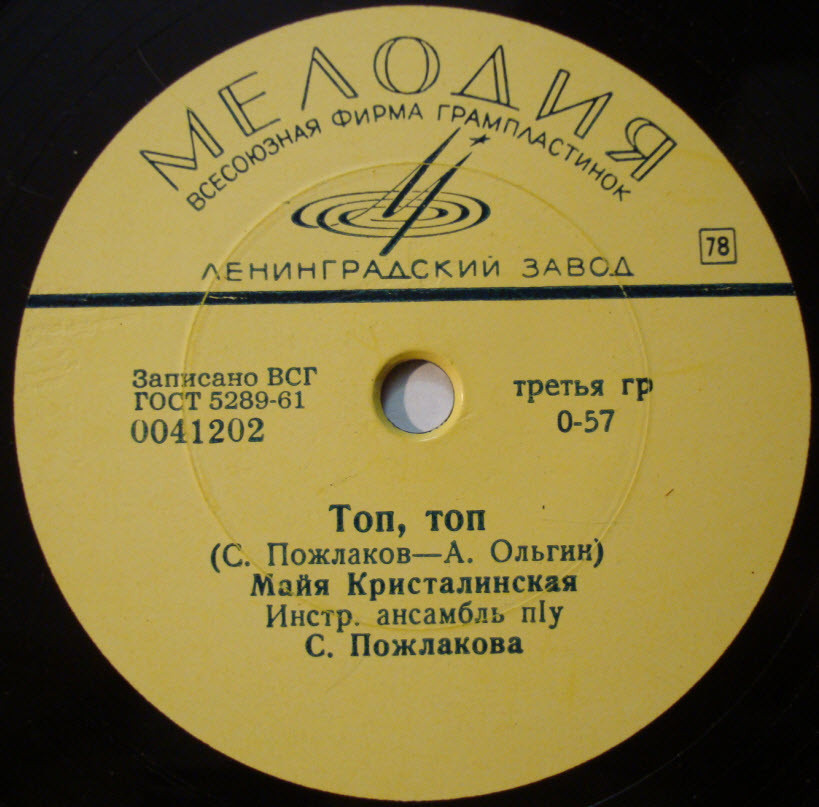 МЕЛОДИЯ
ВСЕСОЮЗНАЯ ФИРМА ГРАМПЛАСТИНОК
ЛЕНИНГРАДСКИЙ ЗАВОД
78
Записано ВСГ
ГОСТ 5289-61
0041202
третья гр
0-57
Топ, топ
(С. Пожлаков—А. Ольгин)
Майя Кристалинская
Инстр. ансамбль п/у
С. Пожлакова